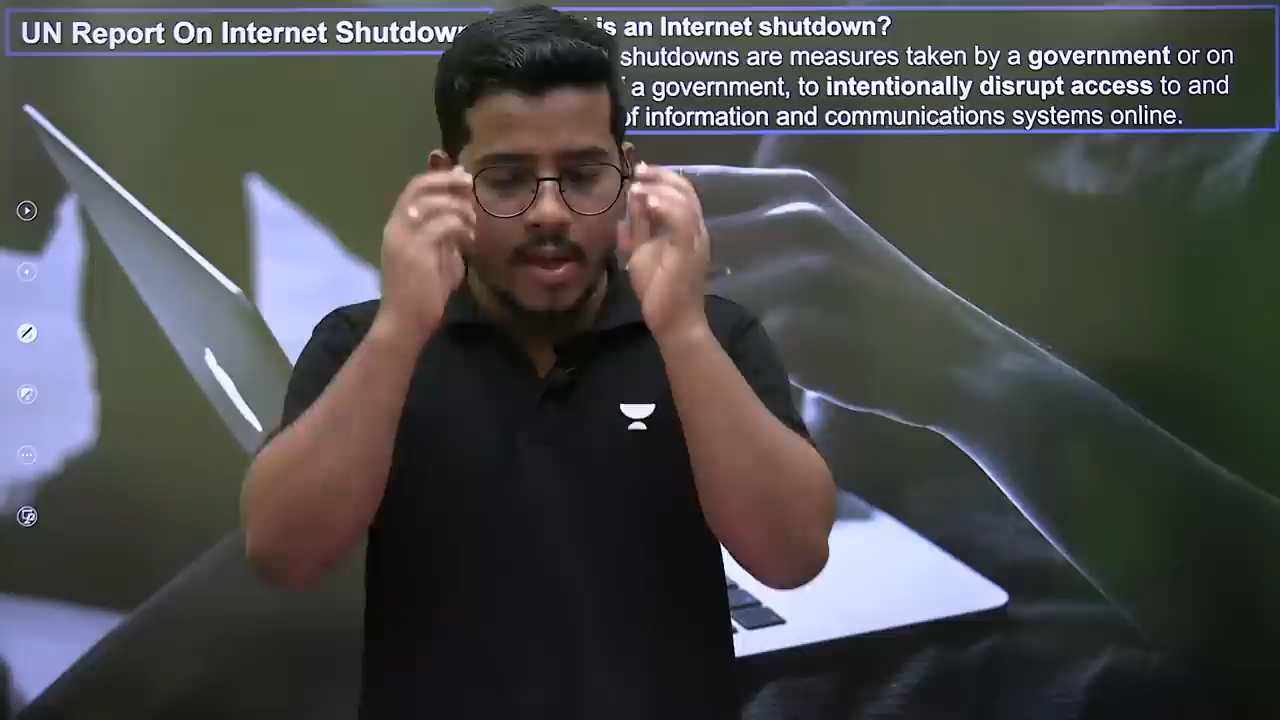 UN Report On Internet
is an Internet shutdown?
shutdowns are measures taken by a government or on
a government, to intentionally disrupt access to and
of information and communications systems online.